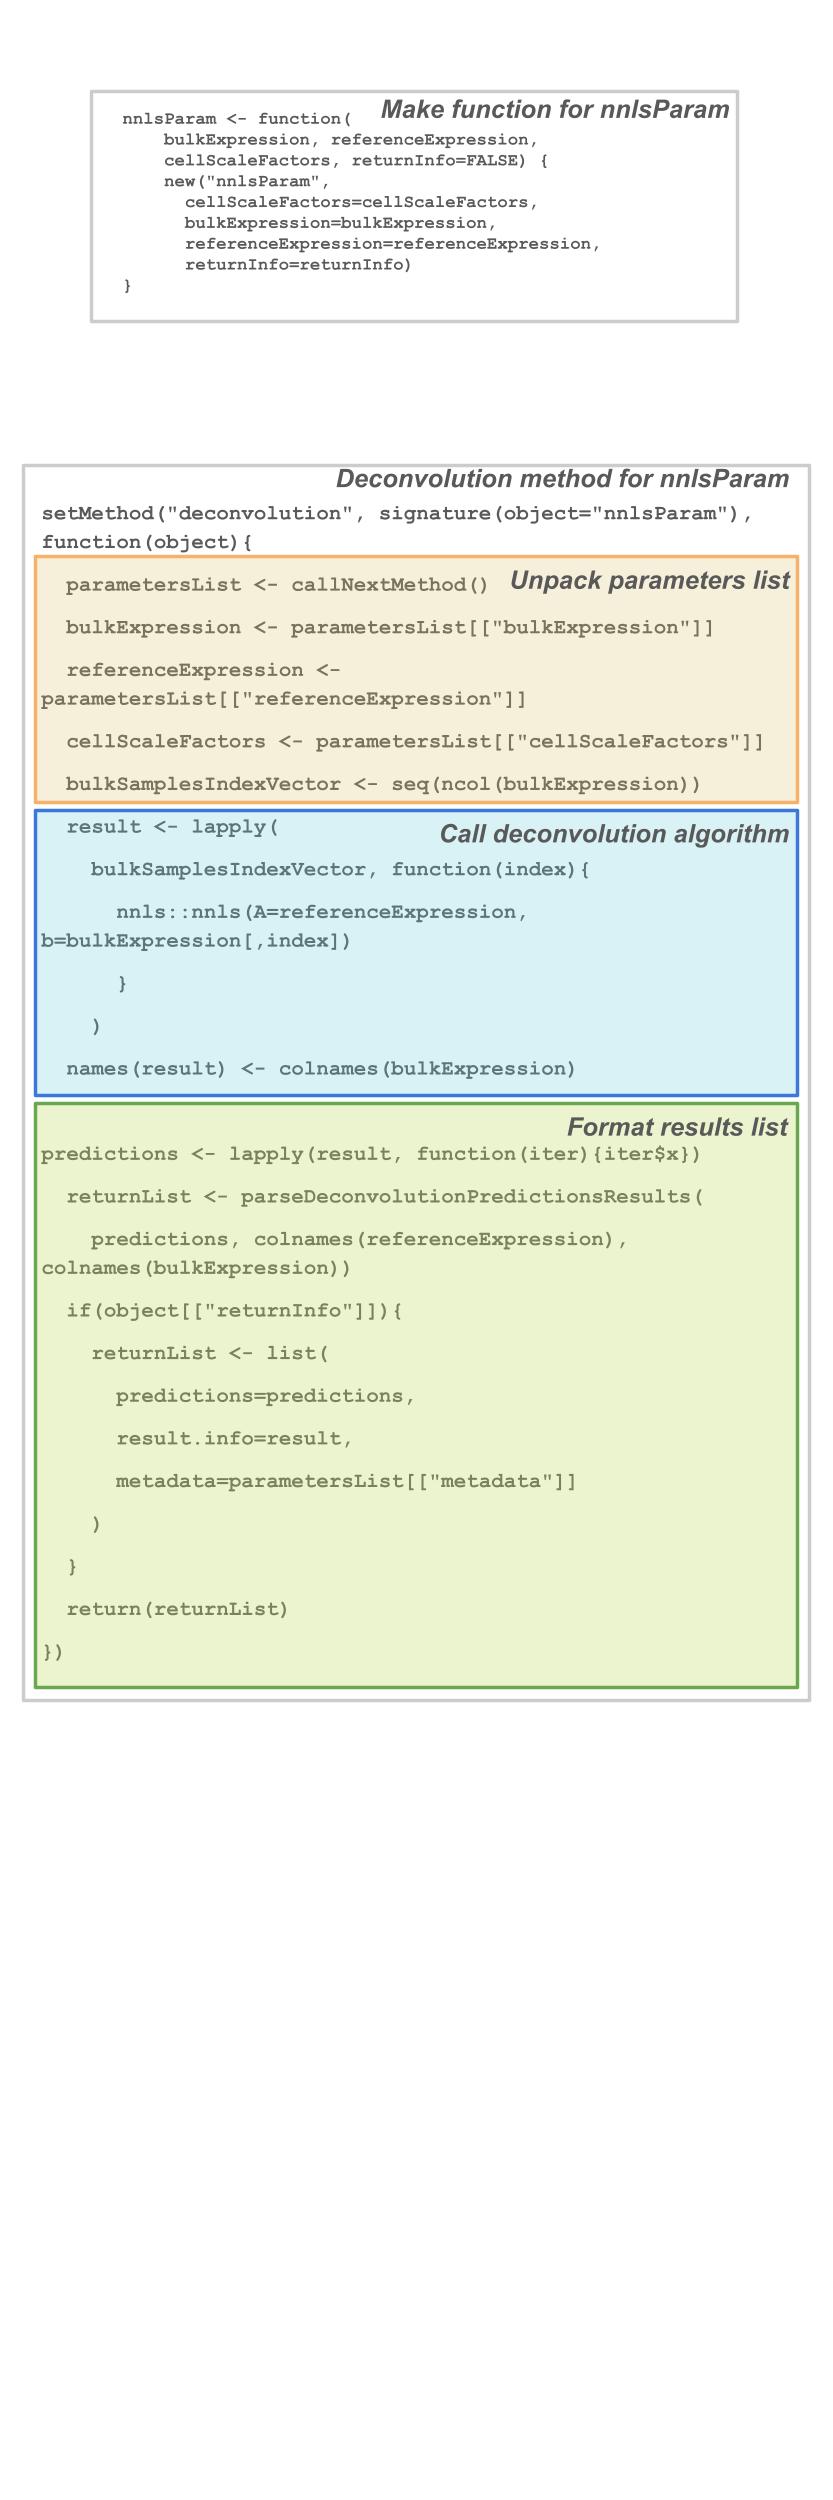 Make function for nnlsParam
nnlsParam <- function(
    bulkExpression, referenceExpression,
    cellScaleFactors, returnInfo=FALSE) {
    new("nnlsParam",
      cellScaleFactors=cellScaleFactors,
      bulkExpression=bulkExpression,
      referenceExpression=referenceExpression,
      returnInfo=returnInfo)
}
Deconvolution method for nnlsParam
setMethod("deconvolution", signature(object="nnlsParam"),
function(object){
Unpack parameters list
  parametersList <- callNextMethod()
  bulkExpression <- parametersList[["bulkExpression"]]
  referenceExpression <-
parametersList[["referenceExpression"]]
  cellScaleFactors <- parametersList[["cellScaleFactors"]]
  bulkSamplesIndexVector <- seq(ncol(bulkExpression))
Call deconvolution algorithm
  result <- lapply(
    bulkSamplesIndexVector, function(index){
      nnls::nnls(A=referenceExpression,
b=bulkExpression[,index])
      }
    )
  names(result) <- colnames(bulkExpression)
Format results list
predictions <- lapply(result, function(iter){iter$x})
  returnList <- parseDeconvolutionPredictionsResults(
    predictions, colnames(referenceExpression),
colnames(bulkExpression))
  if(object[["returnInfo"]]){
    returnList <- list(
      predictions=predictions,
      result.info=result,
      metadata=parametersList[["metadata"]]
    )
  }
  return(returnList)
})